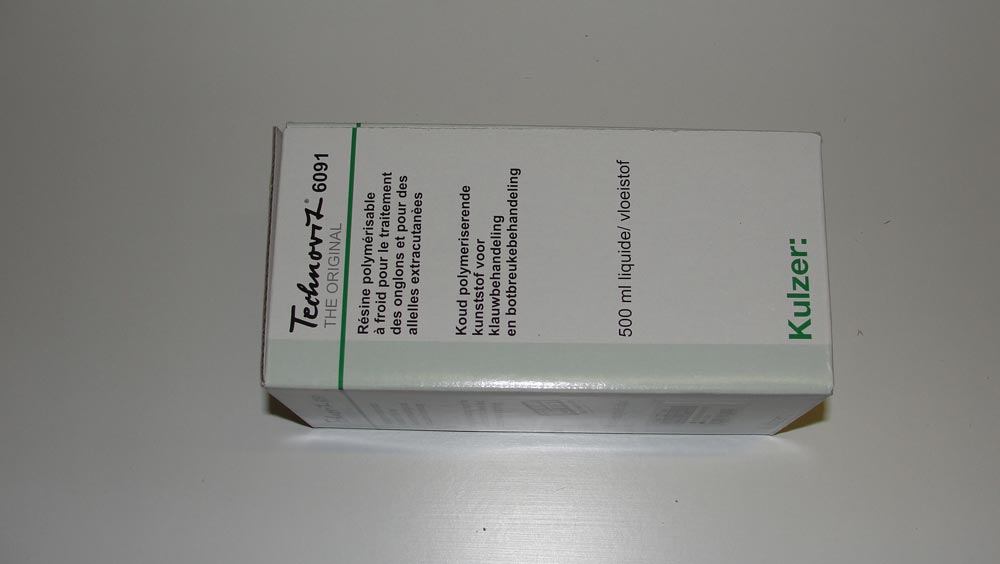 Technovit® 6091
THE ORIGINAL
Résine polymérisable
à froid pour le traitement
des onglons et pour des
allelles extracutanèes
Koud polymeriserende
kunststof voor
klauwbehandeling
en botbreukebehandeling
500 ml liquide/ vloeistof
Kulzer: